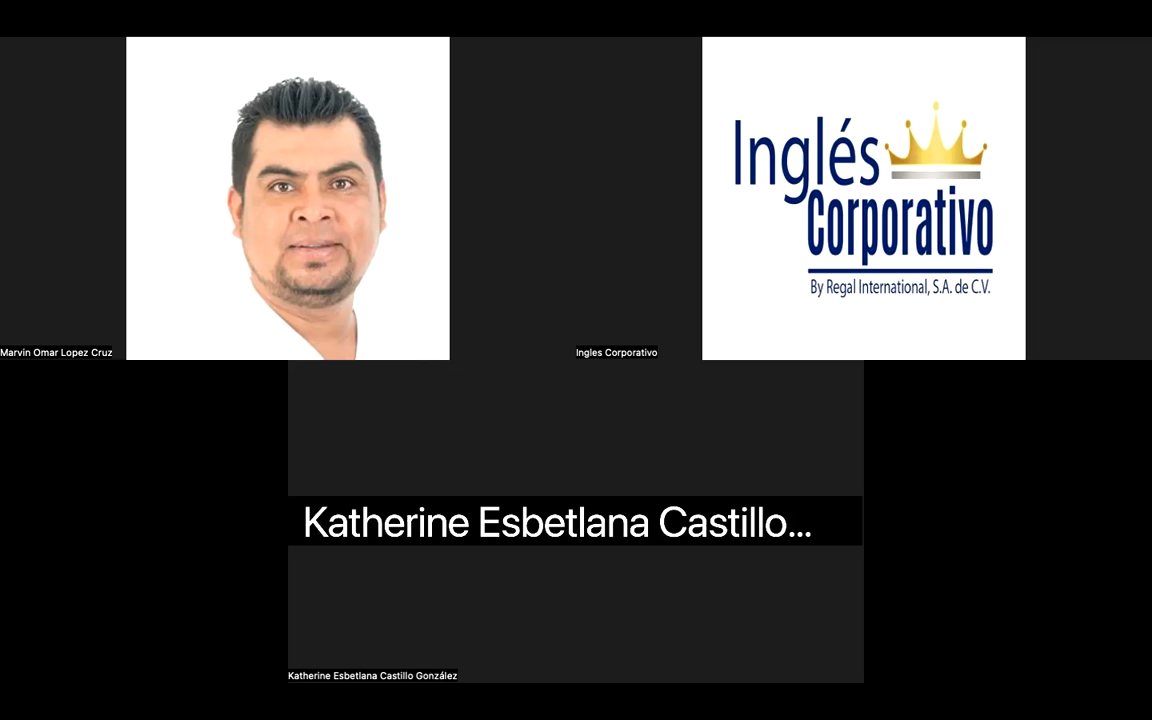 Inglés
Corporativo
By Regal International, S.A. de C.V.
Marvin Omar Lopez Cruz
Ingles Corporativo
Katherine Esbetlana Castillo...
Katherine Esbetlana Castillo González